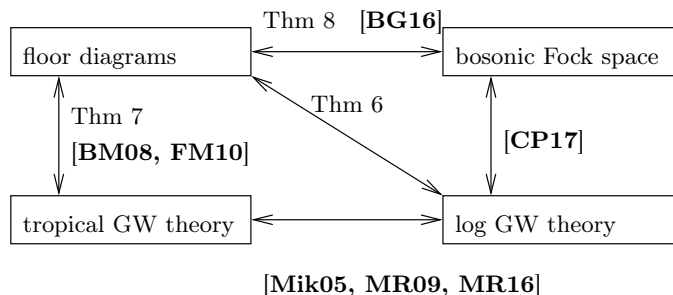 Thm 8 [BG16]
floor diagrams
bosonic Fock space
Thm 7
Thm 6
[BM08, FM10]
[CP17]
tropical GW theory
log GW theory
[Mik05, MR09, MR16]